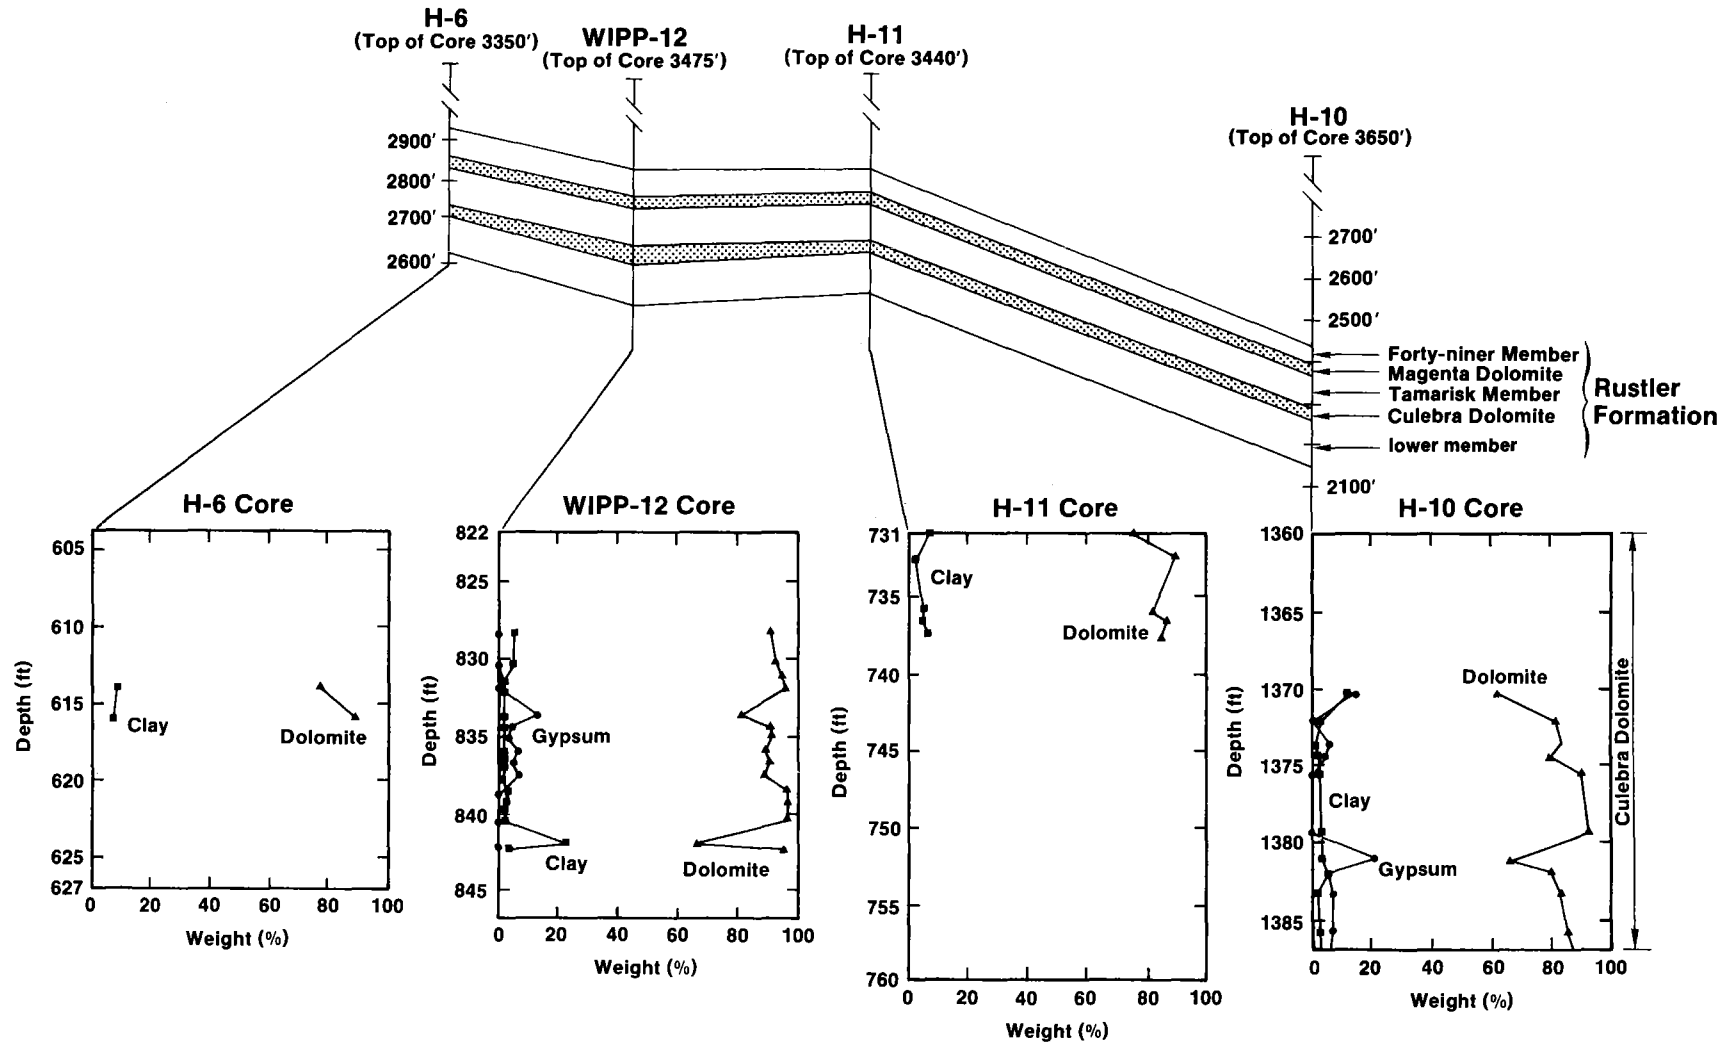 H-6
(Top of Core 3350')
WIPP-12
(Top of Core 3475')
H-11
(Top of Core 3440')
H-10
(Top of Core 3650')
2900'
2800'
2700'
2600'
2700'
2600'
2500'
2100'
Forty-niner Member
Magenta Dolomite
Tamarisk Member
Culebra Dolomite
lower member
Rustler
Formation
H-6 Core
605
610
615
620
625
627
Depth (ft)
Clay
Dolomite
0 20 40 60 80 100
Weight (%)
WIPP-12 Core
822
825
830
835
840
845
Depth (ft)
Gypsum
Clay
Dolomite
0 20 40 60 80 100
Weight (%)
H-11 Core
731
735
740
745
750
755
760
Depth (ft)
Clay
Dolomite
0 20 40 60 80 100
Weight (%)
H-10 Core
1360
1365
1370
1375
1380
1385
Depth (ft)
Dolomite
Clay
Gypsum
0 20 40 60 80 100
Weight (%)
Culebra Dolomite